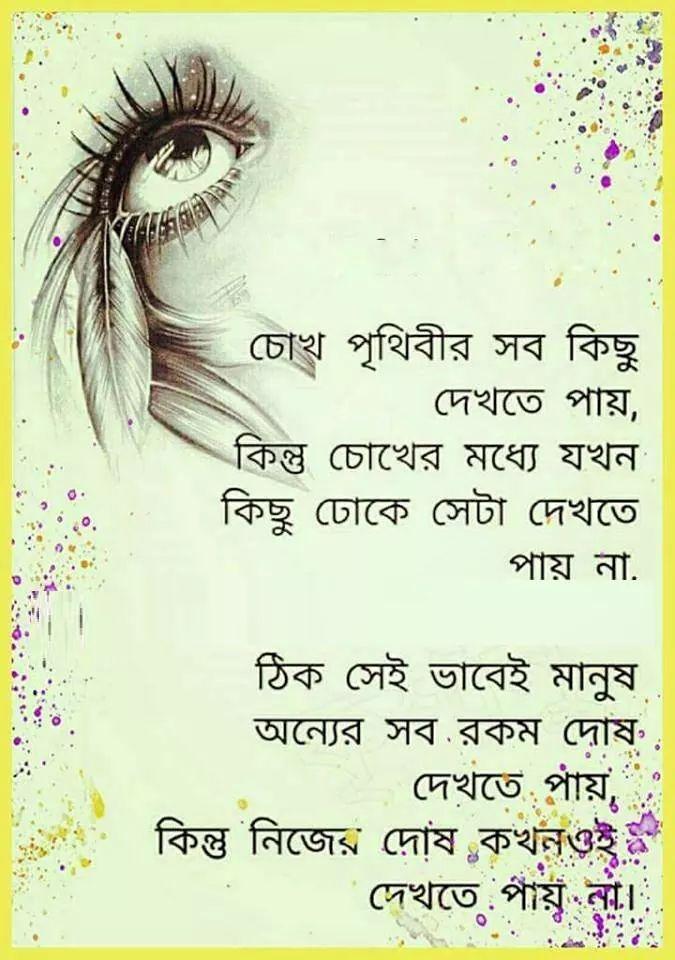 চোখ পৃথিবীর সব কিছু
দেখতে পায়,
কিন্তু চোখের মধ্যে যখন
কিছু ঢোকে সেটা দেখতে
পায় না.
ঠিক সেই ভাবেই মানুষ
অন্যের সব রকম দোষ
দেখতে পায়,
কিন্তু নিজের দোষ কখনওই
দেখতে পায় না।